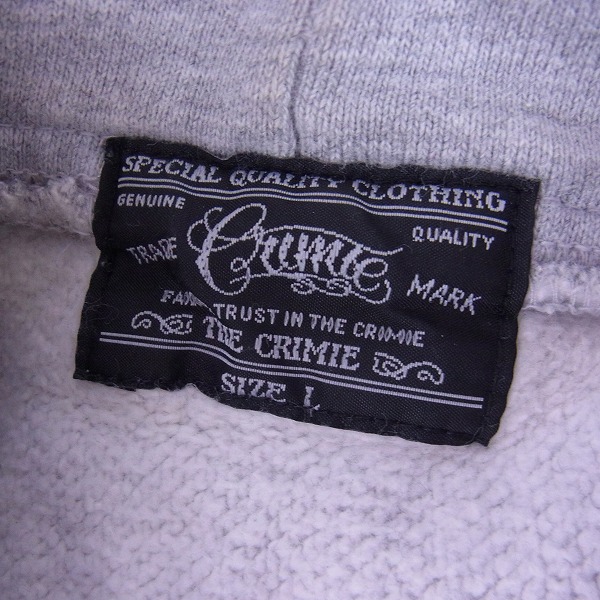 SPECIAL QUALITY CLOTHING
GENUINE QUALITY
Crimie
TRADE MARK
TRUST IN THE CRIMIE
THE CRIMIE
SIZE L